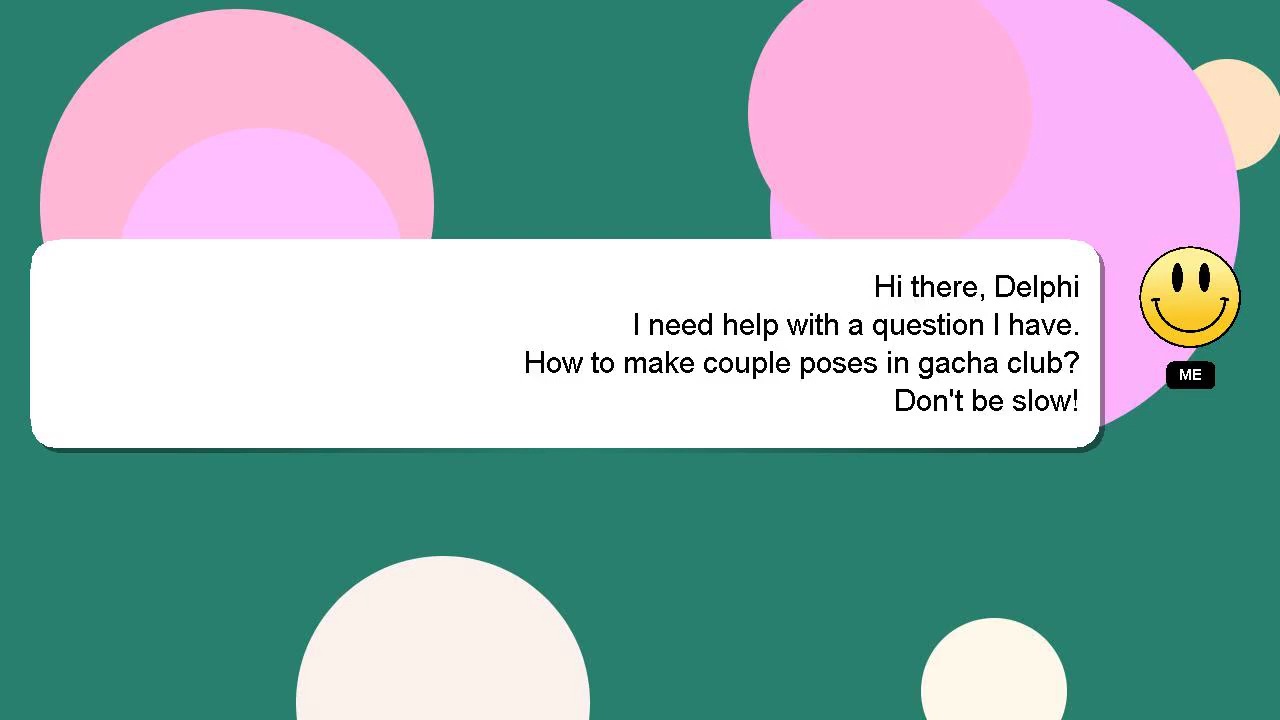 Hi there, Delphi
I need help with a question I have.
How to make couple poses in gacha club?
Don't be slow!
ME